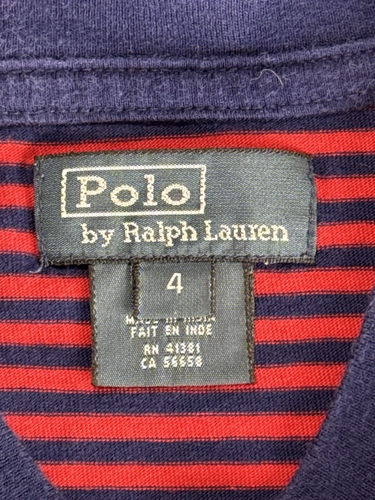 Polo
by Ralph Lauren
4
MADE IN INDIA
FAIT EN INDE
RN 41381
CA 56658